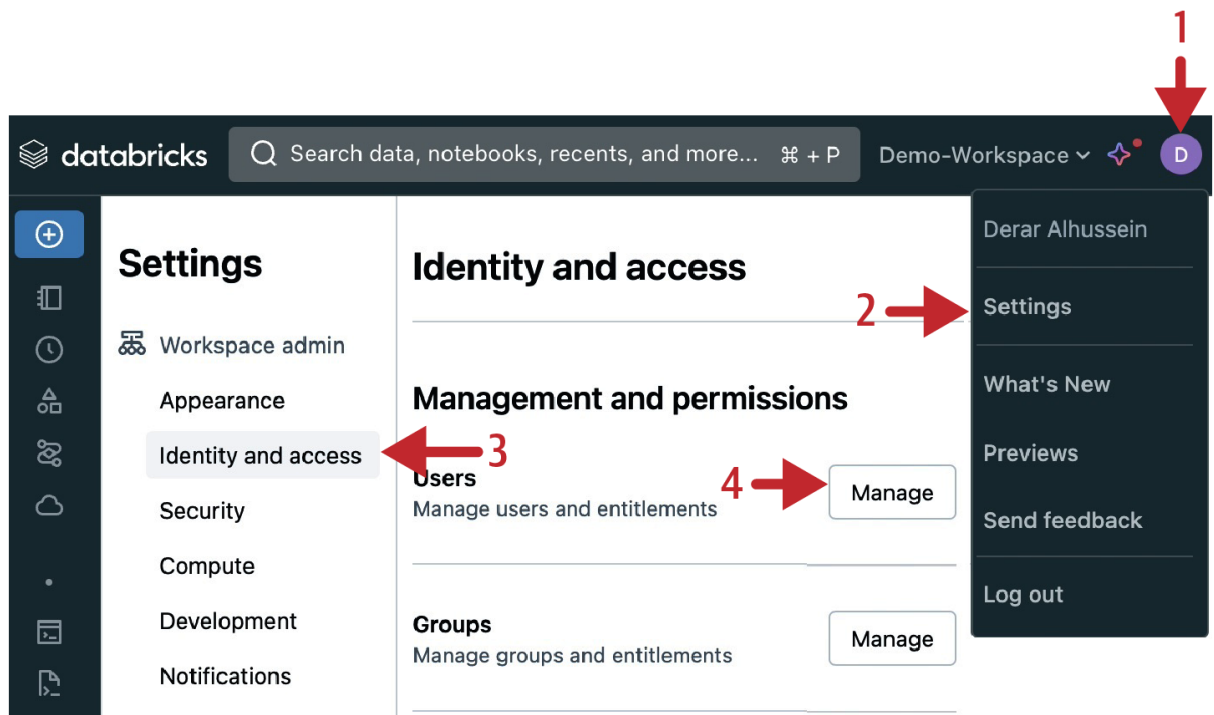 1
databricks
Search data, notebooks, recents, and more... ⌘ + P
Demo-Workspace
D
Settings
Workspace admin
Appearance
Identity and access
3
Security
Compute
Development
Notifications
Identity and access
Management and permissions
Users
Manage users and entitlements
4
Manage
Groups
Manage groups and entitlements
Manage
Derar Alhussein
2
Settings
What's New
Previews
Send feedback
Log out